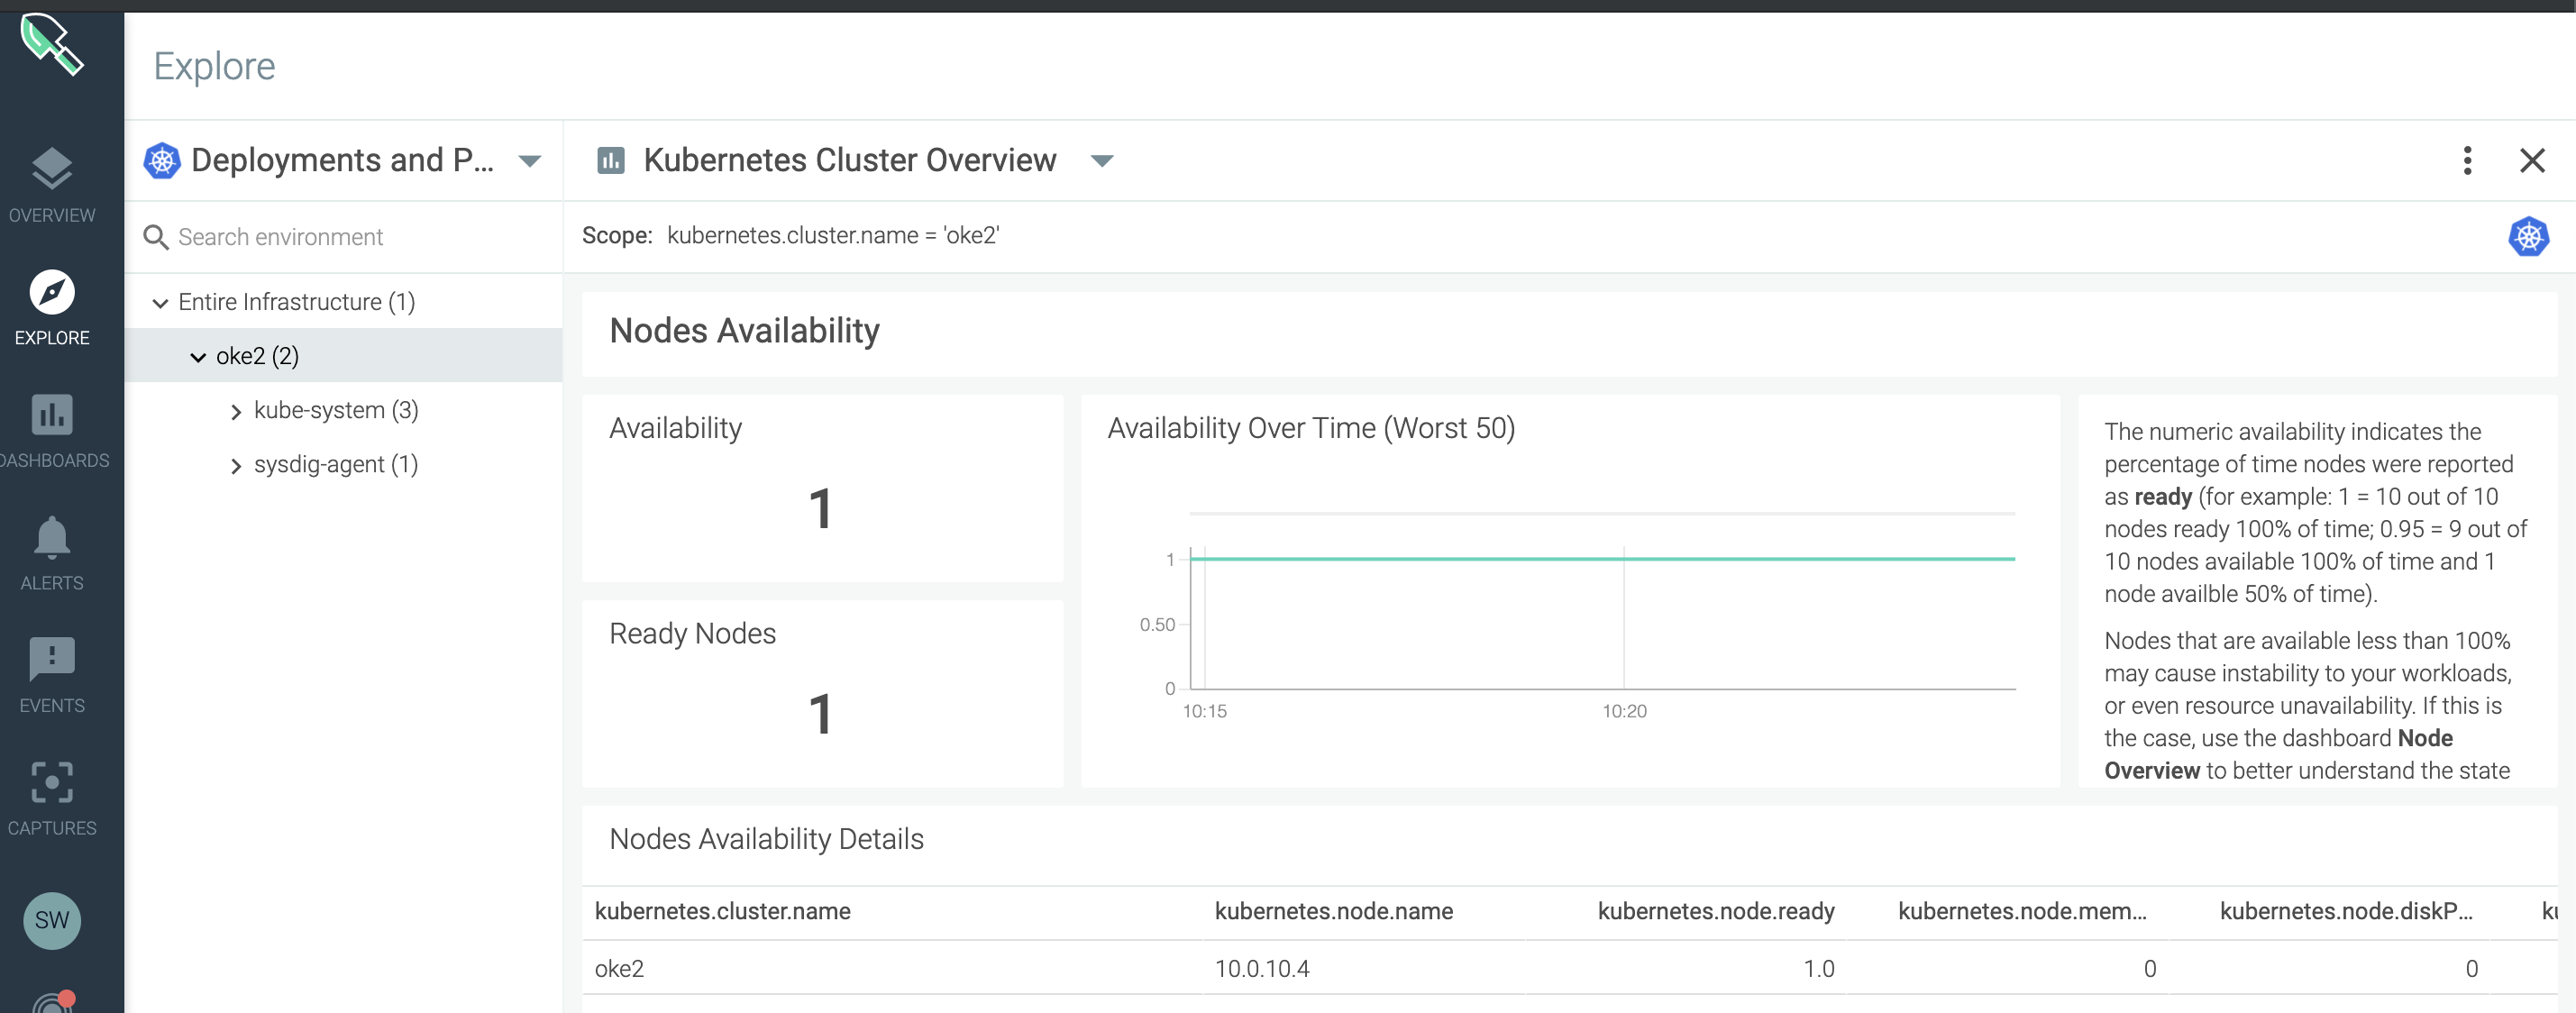 Explore
Deployments and P...
Kubernetes Cluster Overview
OVERVIEW
Search environment
Scope: kubernetes.cluster.name = 'oke2'
EXPLORE
Entire Infrastructure (1)
oke2 (2)
kube-system (3)
sysdig-agent (1)
DASHBOARDS
ALERTS
EVENTS
CAPTURES
SW
Nodes Availability
Availability
1
Ready Nodes
1
Availability Over Time (Worst 50)
1
0.50
0
10:15
10:20
The numeric availability indicates the
percentage of time nodes were reported
as ready (for example: 1 = 10 out of 10
nodes ready 100% of time; 0.95 = 9 out of
10 nodes available 100% of time and 1
node availble 50% of time).
Nodes that are available less than 100%
may cause instability to your workloads,
or even resource unavailability. If this is
the case, use the dashboard Node
Overview to better understand the state
Nodes Availability Details
kubernetes.cluster.name kubernetes.node.name kubernetes.node.ready kubernetes.node.mem... kubernetes.node.diskP...
oke2 10.0.10.4 1.0 0 0